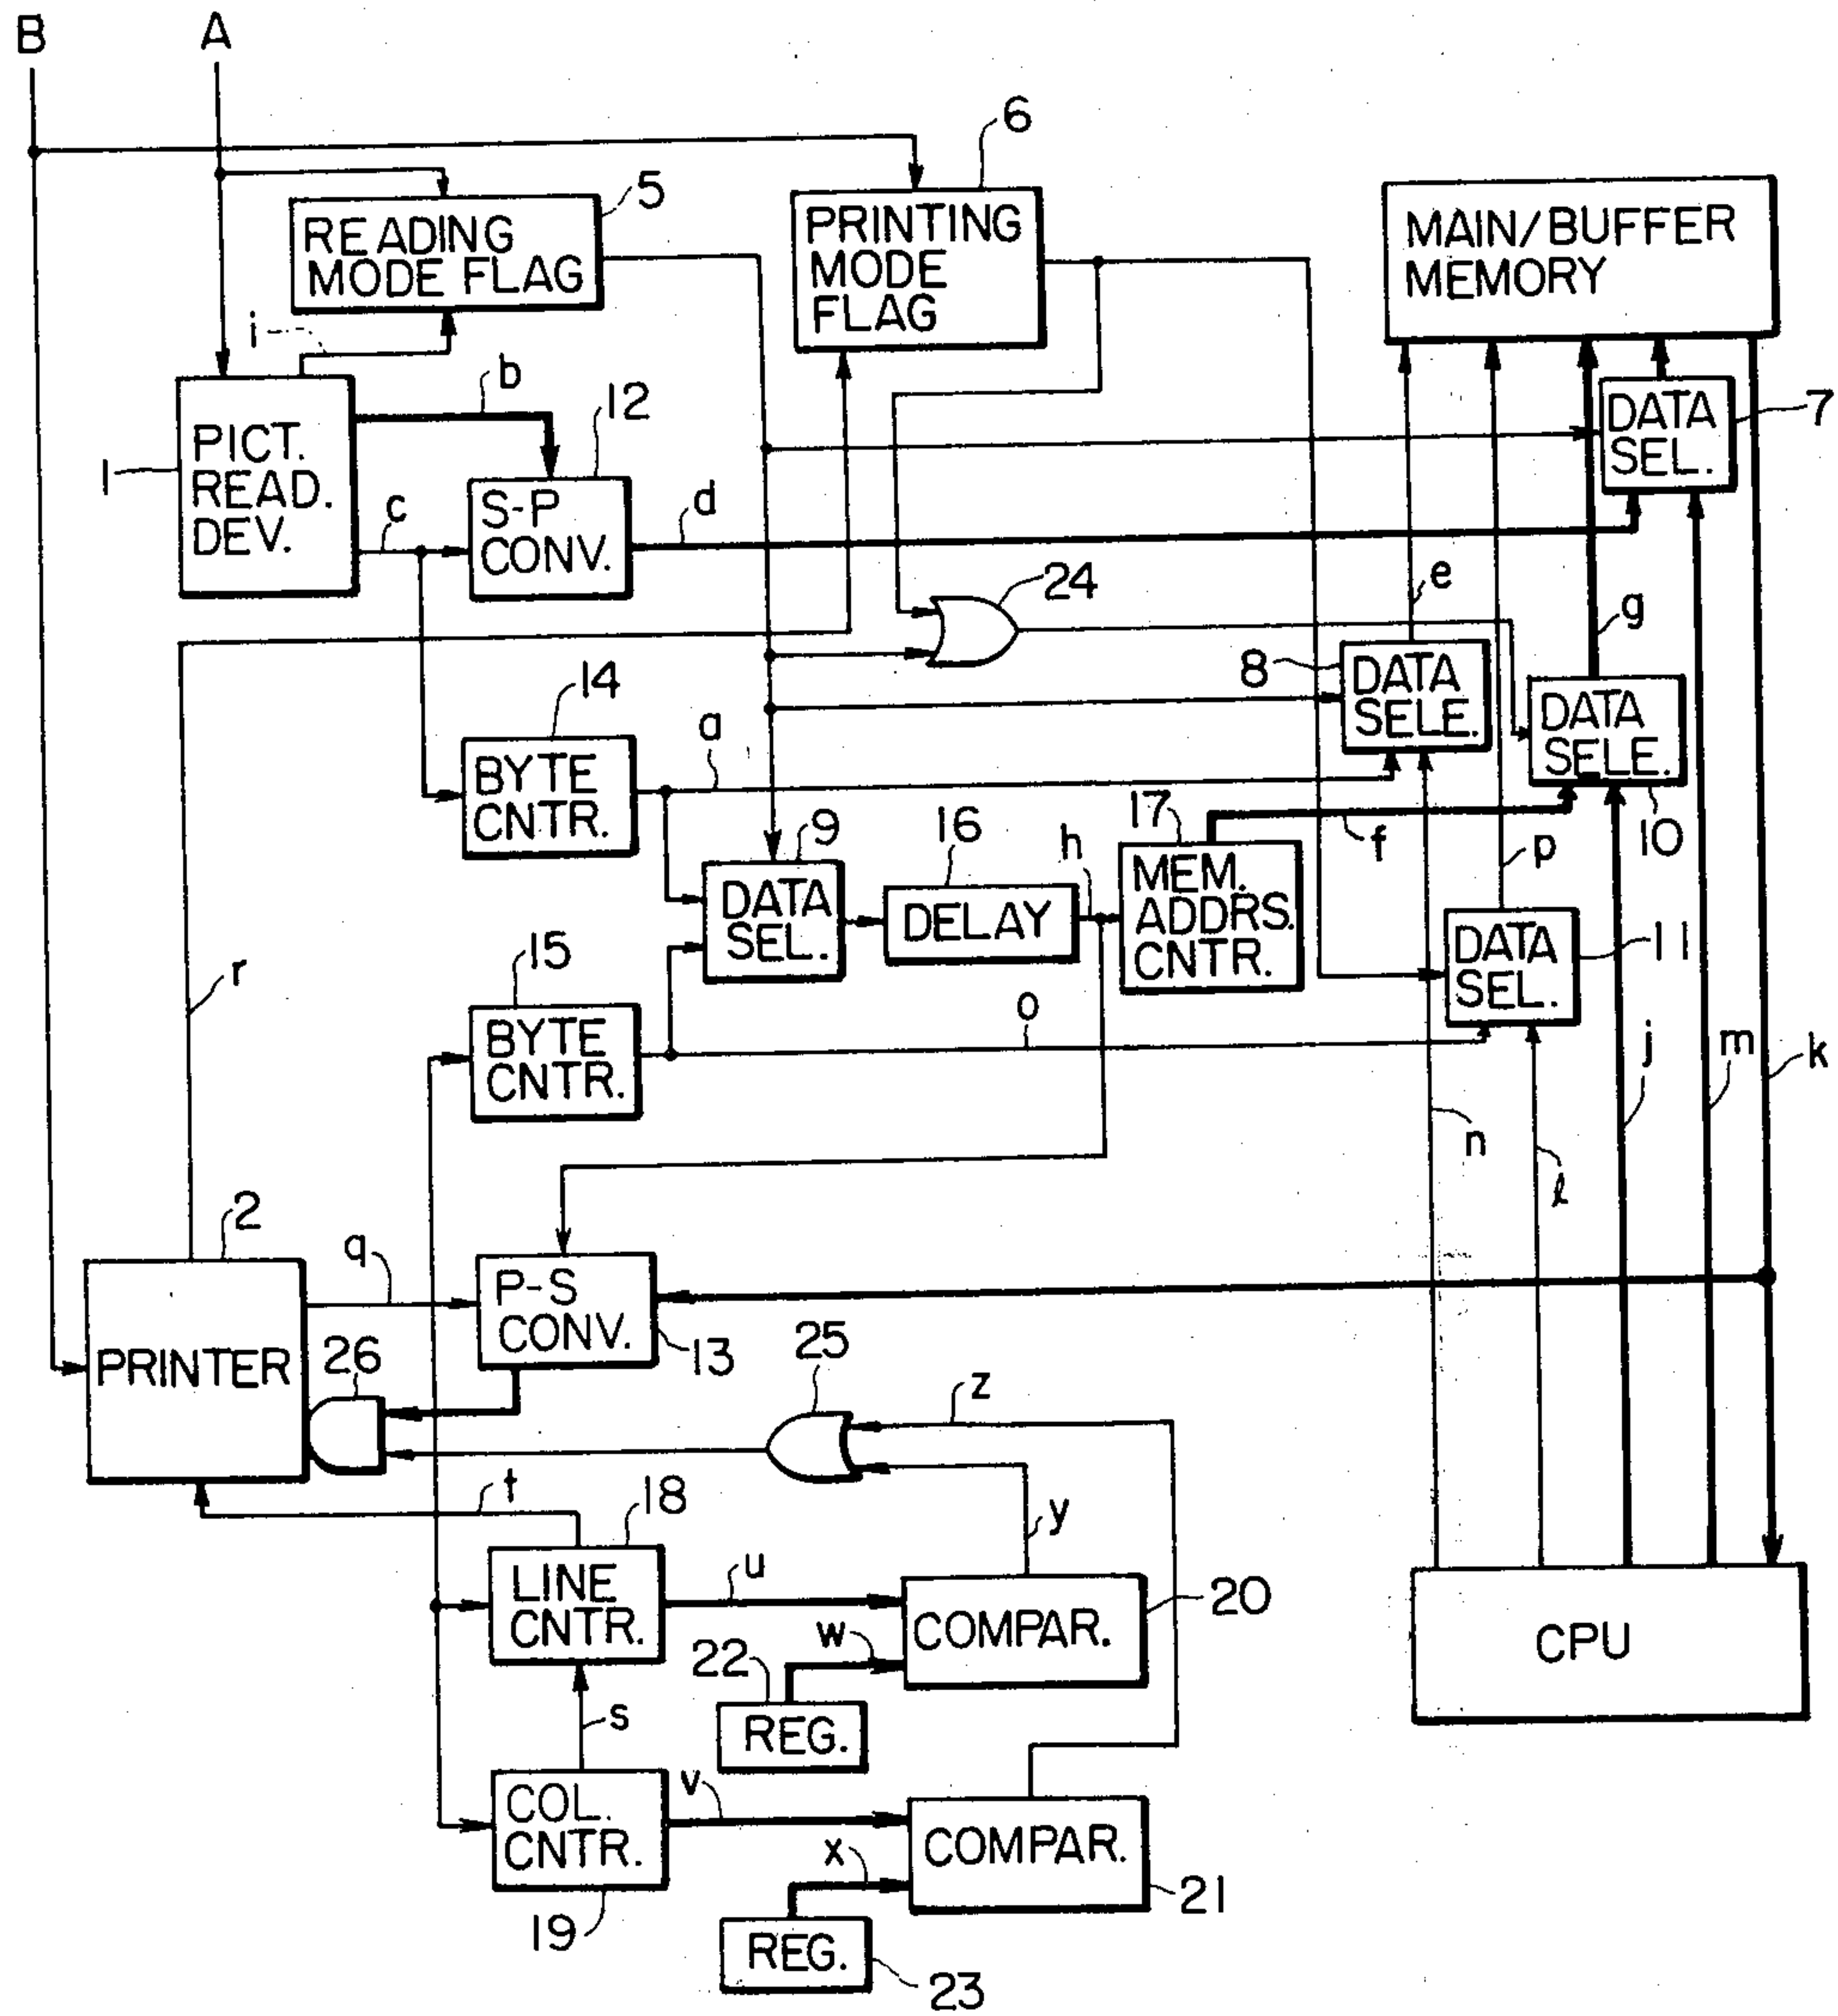 B
A
6
5
READING
MODE FLAG
PRINTING
MODE
FLAG
MAIN/BUFFER
MEMORY
i
b
12
DATA
SEL.
7
1
PICT.
READ.
DEV.
c
S-P
CONV.
d
24
e
g
8
DATA
SELE.
DATA
SELE.
10
14
a
BYTE
CNTR.
9
16
17
h
f
p
DATA
SEL.
DELAY
MEM.
ADDRS.
CNTR.
DATA
SEL.
11
15
r
BYTE
CNTR.
o
j
m
k
n
l
2
q
P-S
CONV.
13
PRINTER
26
25
z
t
18
y
LINE
CNTR.
u
COMPAR.
20
w
22
REG.
CPU
s
COL.
CNTR.
v
COMPAR.
x
21
19
REG.
23